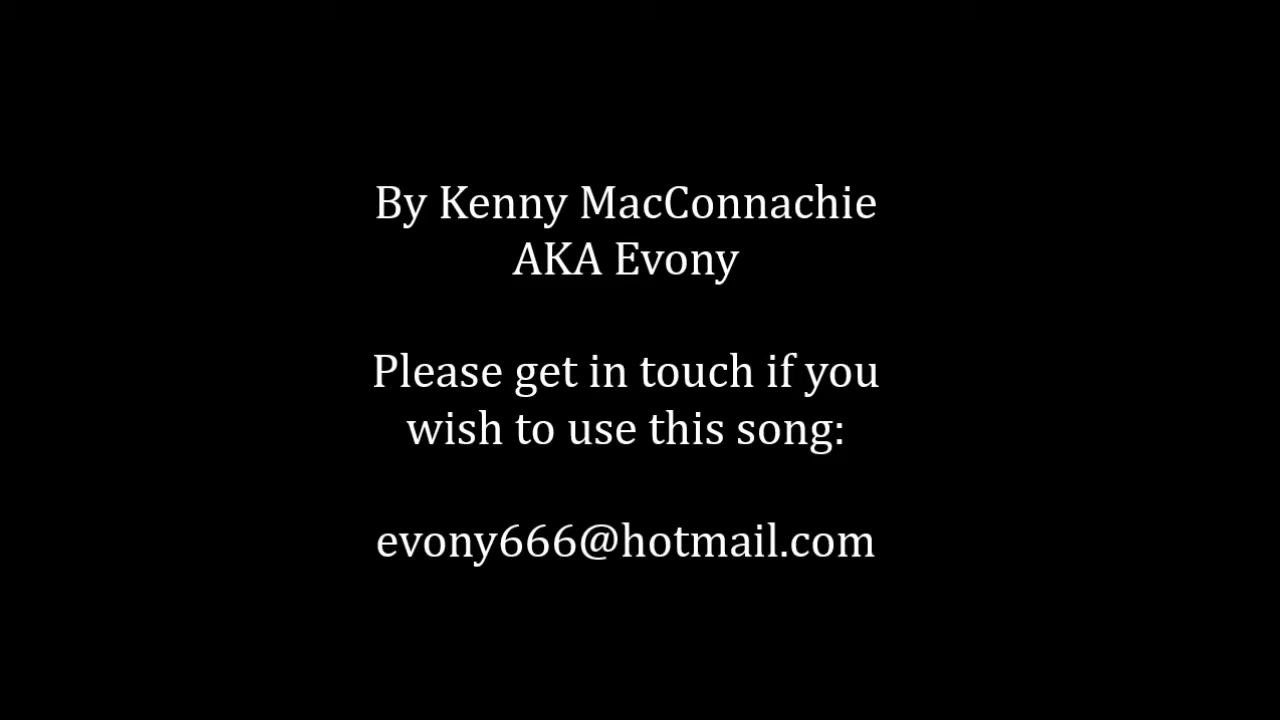 By Kenny MacConnachie
AKA Evony
Please get in touch if you
wish to use this song:
evony666@hotmail.com